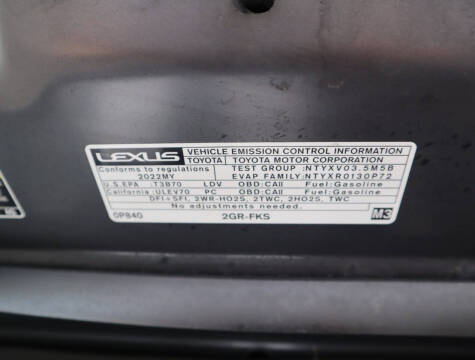 LEXUS VEHICLE EMISSION CONTROL INFORMATION
TOYOTA TOYOTA MOTOR CORPORATION
Conforms to regulations TEST GROUP:NTYXV03.5M5B
2022MY EVAP FAMILY:NTYXR0130P72
U.S.EPA :T3B70 LDV OBD:CAII Fuel:Gasoline
California:ULEV70 PC OBD:CAII Fuel:Gasoline
DFI+SFI, 2WR-HO2S, 2TWC, 2HO2S, TWC
No adjustments needed.
0P84G 2GR-FKS M3